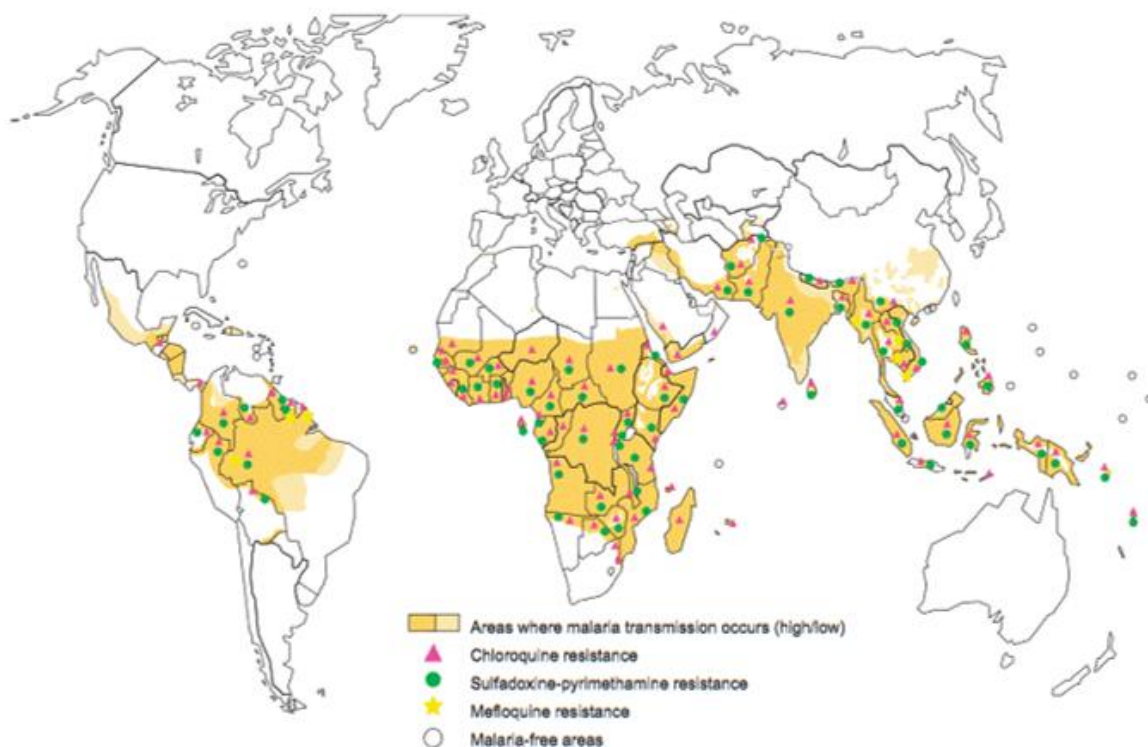 Areas where malaria transmission occurs (high/low)
Chloroquine resistance
Sulfadoxine-pyrimethamine resistance
Mefloquine resistance
Malaria-free areas